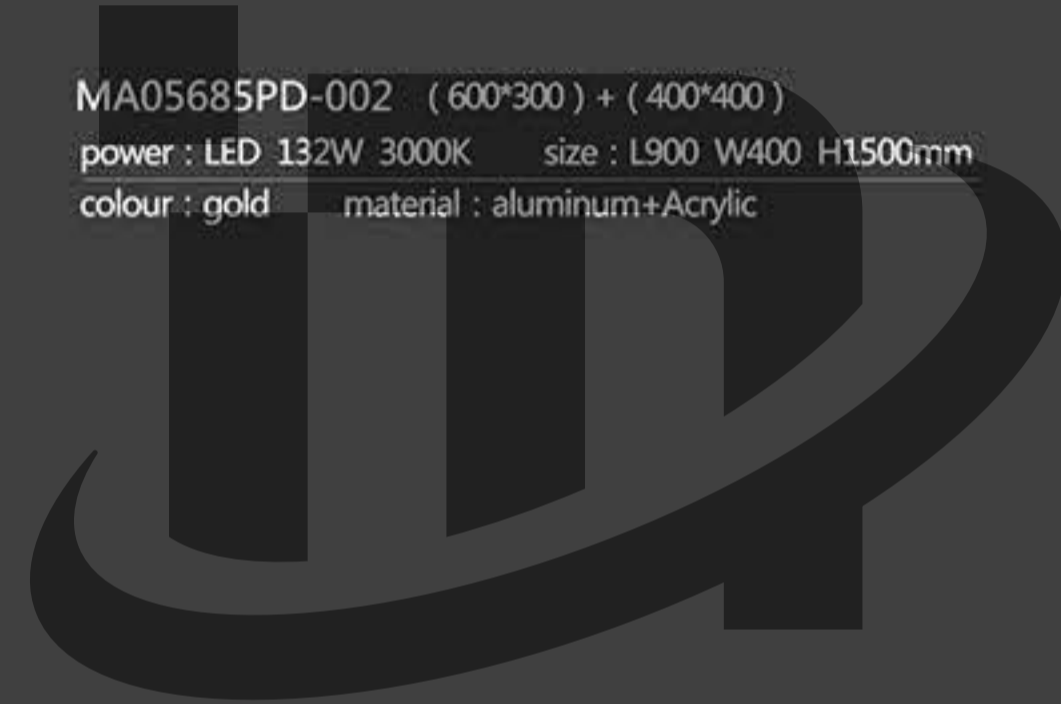 MA05685PD-002 (600*300) + (400*400)
power : LED 132W 3000K size : L900 W400 H1500mm
colour : gold material : aluminum+Acrylic